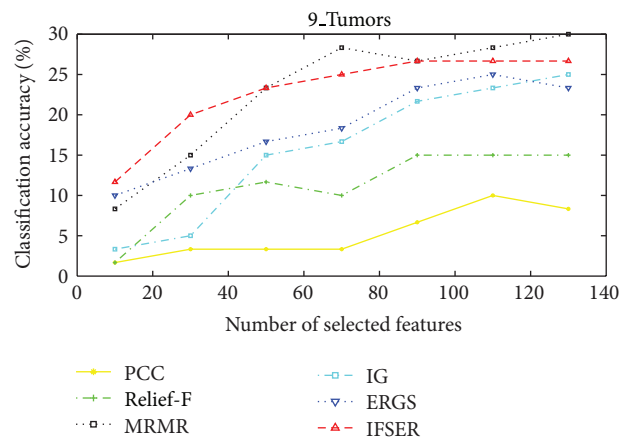 9_Tumors
Classification accuracy (%)
30
25
20
15
10
5
0
0 20 40 60 80 100 120 140
Number of selected features
PCC
Relief-F
MRMR
IG
ERGS
IFSER